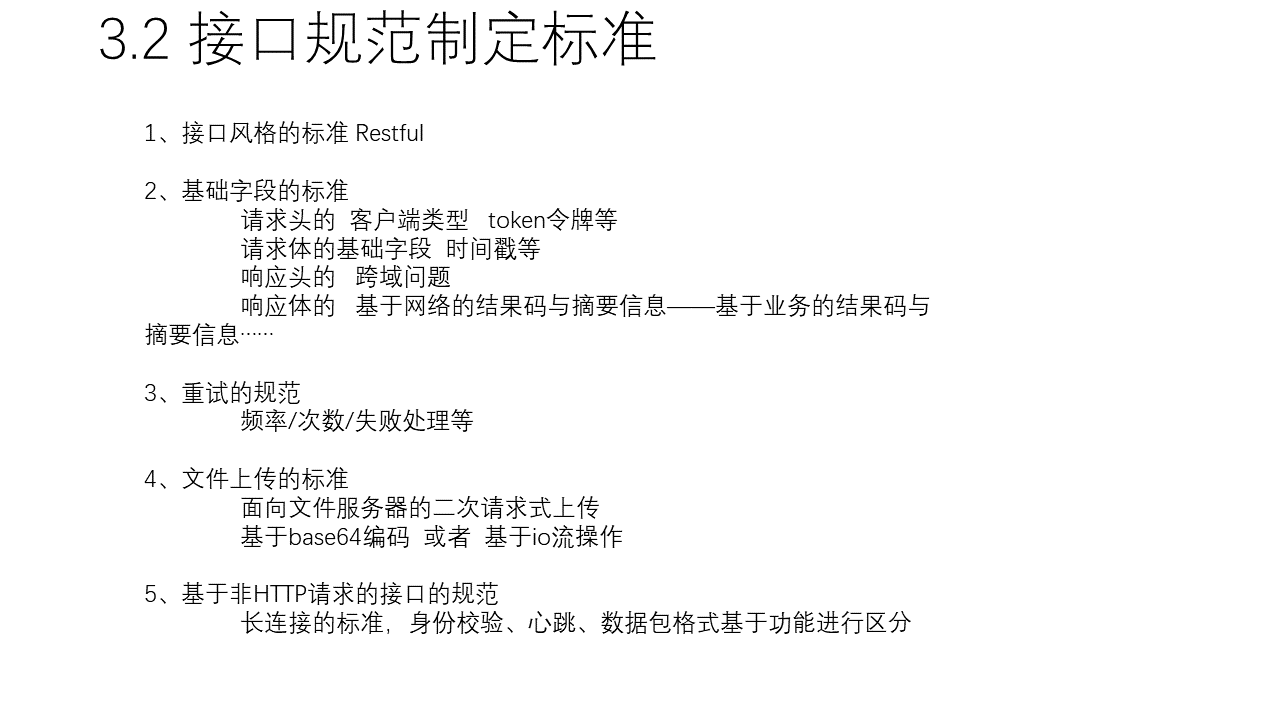 3.2 接口规范制定标准
1、接口风格的标准 Restful
2、基础字段的标准
请求头的 客户端类型 token令牌等
请求体的基础字段 时间戳等
响应头的 跨域问题
响应体的 基于网络的结果码与摘要信息——基于业务的结果码与
摘要信息……
3、重试的规范
频率/次数/失败处理等
4、文件上传的标准
面向文件服务器的二次请求式上传
基于base64编码 或者 基于io流操作
5、基于非HTTP请求的接口的规范
长连接的标准，身份校验、心跳、数据包格式基于功能进行区分